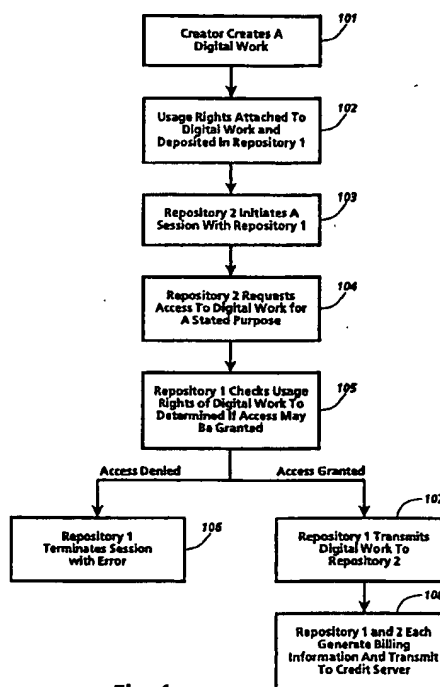 101
Creator Creates A
Digital Work
102
Usage Rights Attached To
Digital Work and
Deposited In Repository 1
103
Repository 2 Initiates A
Session With Repository 1
104
Repository 2 Requests
Access To Digital Work for
A Stated Purpose
105
Repository 1 Checks Usage
Rights of Digital Work To
Determined If Access May
Be Granted
Access Denied
Access Granted
106
Repository 1
Terminates Session
with Error
107
Repository 1 Transmits
Digital Work To
Repository 2
Repository 1 and 2 Each
Generate Billing
Information And Transmit
To Credit Server